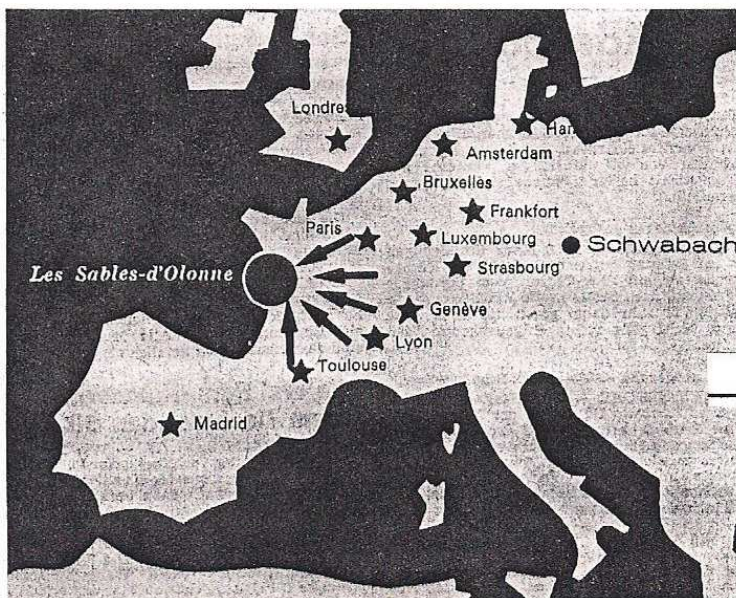 Londres
Amsterdam
Bruxelles
Frankfort
Paris
Luxembourg
Schwabach
Les Sables-d'Olonne
Strasbourg
Genève
Lyon
Toulouse
Madrid